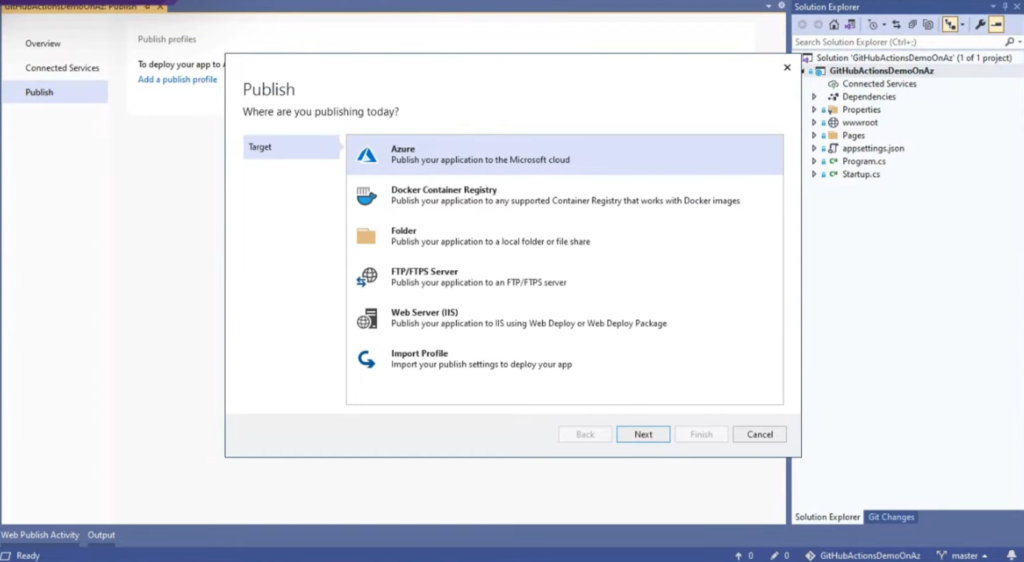 GitHubActionsDemoOnAz: Publish
Overview
Connected Services
Publish
Publish profiles
To deploy your app to
Add a publish profile
Publish
Where are you publishing today?
Target
Azure
Publish your application to the Microsoft cloud
Docker Container Registry
Publish your application to any supported Container Registry that works with Docker images
Folder
Publish your application to a local folder or file share
FTP/FTPS Server
Publish your application to an FTP/FTPS server
Web Server (IIS)
Publish your application to IIS using Web Deploy or Web Deploy Package
Import Profile
Import your publish settings to deploy your app
Back
Next
Finish
Cancel
Solution Explorer
Search Solution Explorer (Ctrl+;)
Solution 'GitHubActionsDemoOnAz' (1 of 1 project)
GitHubActionsDemoOnAz
Connected Services
Dependencies
Properties
wwwroot
Pages
appsettings.json
Program.cs
Startup.cs
Solution Explorer Git Changes
Web Publish Activity Output
Ready
0 0 GitHubActionsDemoOnAz master